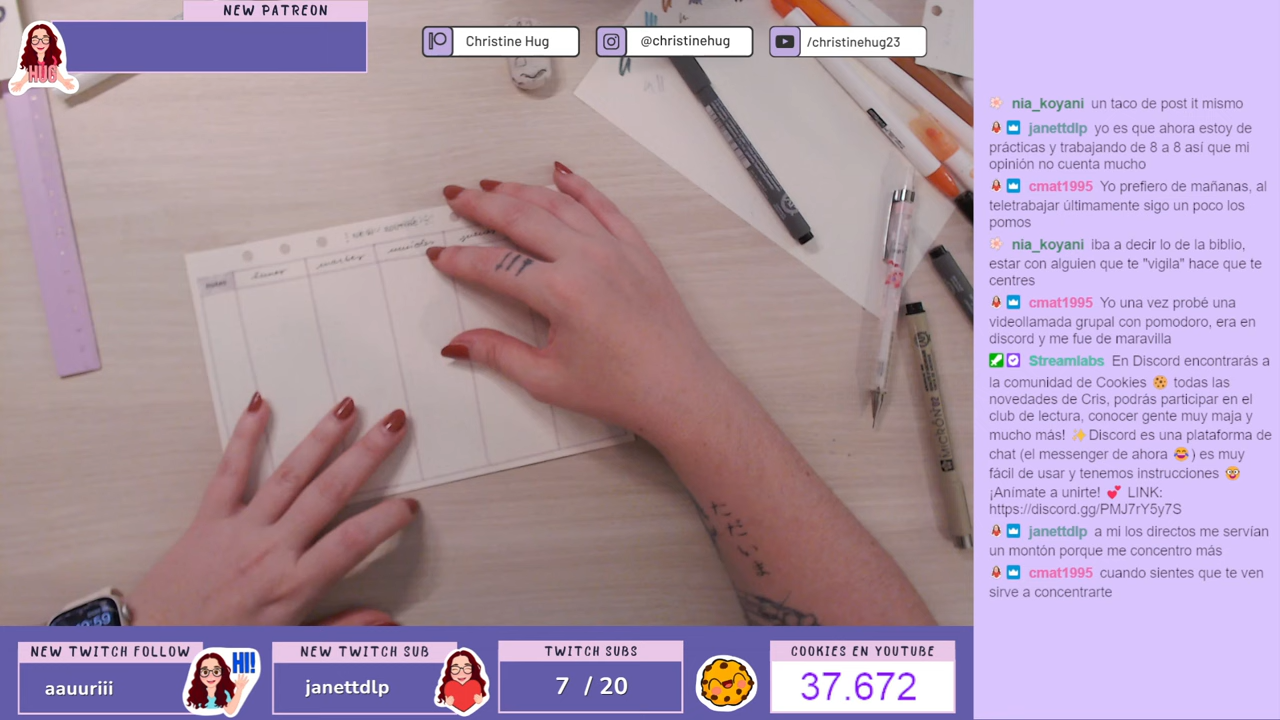 NEW PATREON
HUG
Christine Hug
@christinehug
/christinehug23
lunes martes miércoles jueves
MICRON
nia_koyani un taco de post it mismo
janettdlp yo es que ahora estoy de
prácticas y trabajando de 8 a 8 así que mi
opinión no cuenta mucho
cmat1995 Yo prefiero de mañanas, al
teletrabajar últimamente sigo un poco los
pomos
nia_koyani iba a decir lo de la biblio,
estar con alguien que te "vigila" hace que te
centres
cmat1995 Yo una vez probé una
videollamada grupal con pomodoro, era en
discord y me fue de maravilla
Streamlabs En Discord encontrarás a
la comunidad de Cookies 🍪 todas las
novedades de Cris, podrás participar en el
club de lectura, conocer gente muy maja y
mucho más! ✨Discord es una plataforma de
chat (el messenger de ahora 😂) es muy
fácil de usar y tenemos instrucciones 🤓
¡Anímate a unirte! 💕 LINK:
https://discord.gg/PMJ7rY5y7S
janettdlp a mi los directos me servían
un montón porque me concentro más
cmat1995 cuando sientes que te ven
sirve a concentrarte
NEW TWITCH FOLLOW
aauuriii
HI!
NEW TWITCH SUB
janettdlp
TWITCH SUBS
7 / 20
COOKIES EN YOUTUBE
37.672